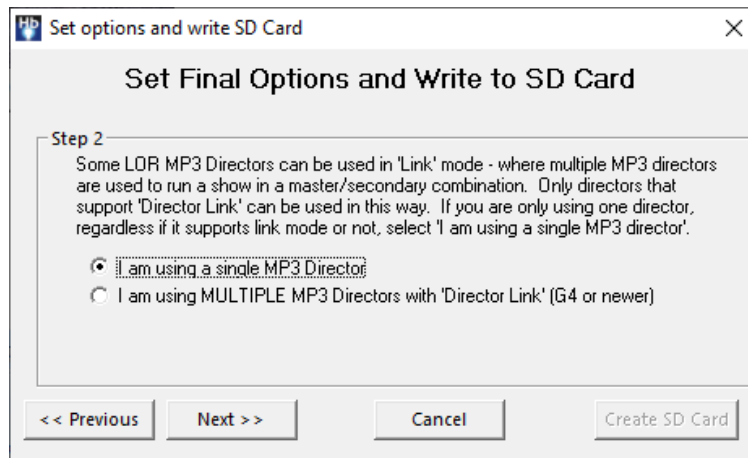 Hb Set options and write SD Card
Set Final Options and Write to SD Card
Step 2
Some LOR MP3 Directors can be used in 'Link' mode - where multiple MP3 directors
are used to run a show in a master/secondary combination. Only directors that
support 'Director Link' can be used in this way. If you are only using one director,
regardless if it supports link mode or not, select 'I am using a single MP3 director'.
I am using a single MP3 Director
I am using MULTIPLE MP3 Directors with 'Director Link' (G4 or newer)
<< Previous Next >> Cancel Create SD Card